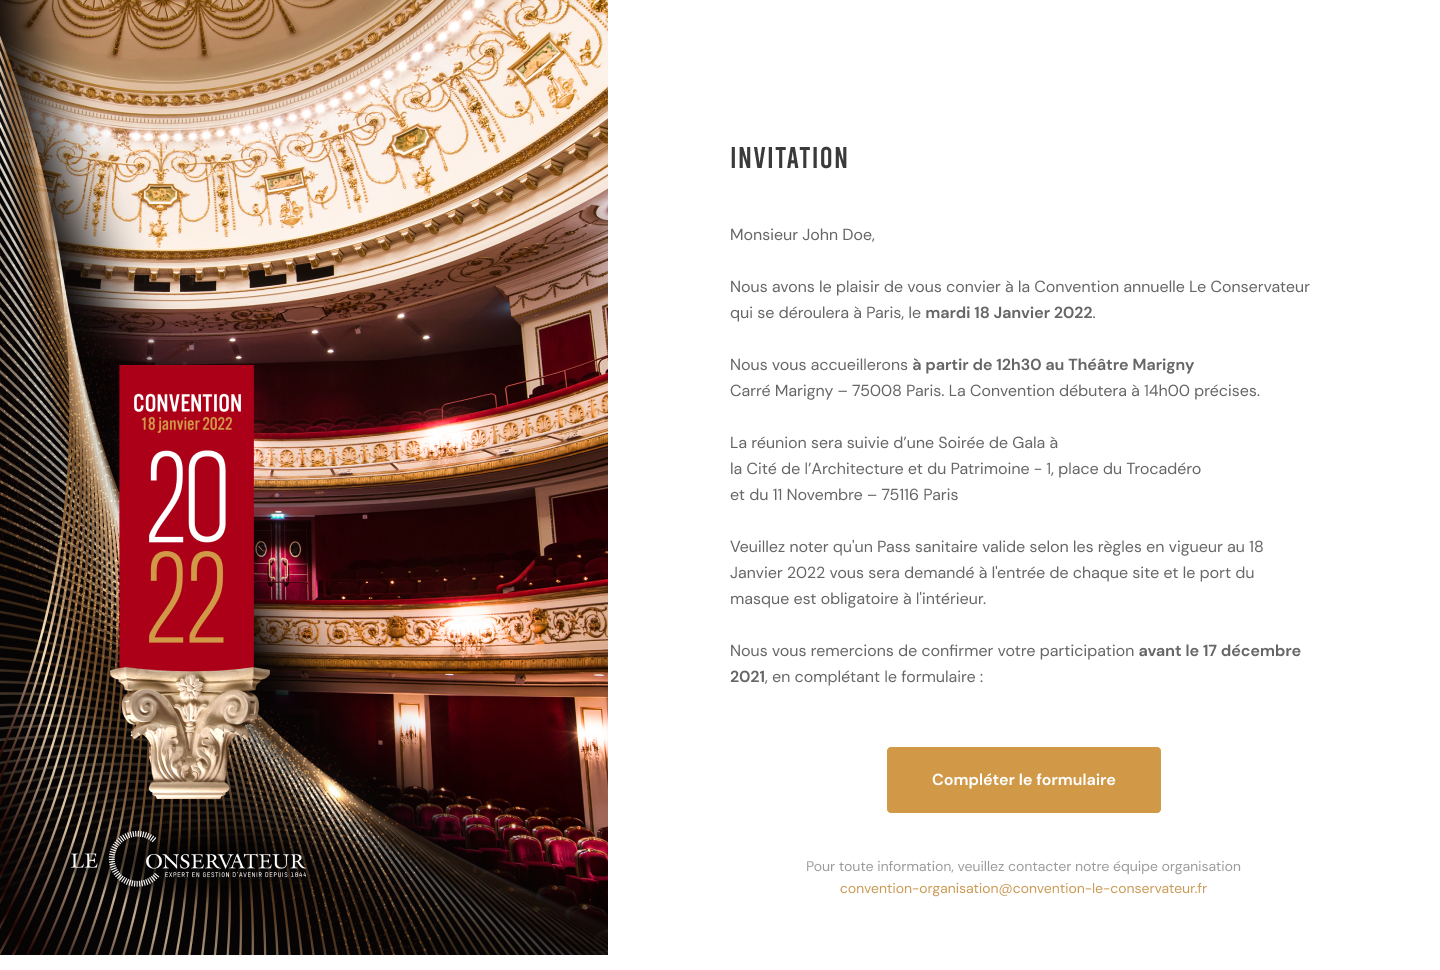 CONVENTION
18 janvier 2022
20
22
LE CONSERVATEUR
EXPERT EN GESTION D'AVENIR DEPUIS 1844
INVITATION
Monsieur John Doe,
Nous avons le plaisir de vous convier à la Convention annuelle Le Conservateur
qui se déroulera à Paris, le mardi 18 Janvier 2022.
Nous vous accueillerons à partir de 12h30 au Théâtre Marigny
Carré Marigny – 75008 Paris. La Convention débutera à 14h00 précises.
La réunion sera suivie d’une Soirée de Gala à
la Cité de l’Architecture et du Patrimoine - 1, place du Trocadéro
et du 11 Novembre – 75116 Paris
Veuillez noter qu'un Pass sanitaire valide selon les règles en vigueur au 18
Janvier 2022 vous sera demandé à l'entrée de chaque site et le port du
masque est obligatoire à l'intérieur.
Nous vous remercions de confirmer votre participation avant le 17 décembre
2021, en complétant le formulaire :
Compléter le formulaire
Pour toute information, veuillez contacter notre équipe organisation
convention-organisation@convention-le-conservateur.fr